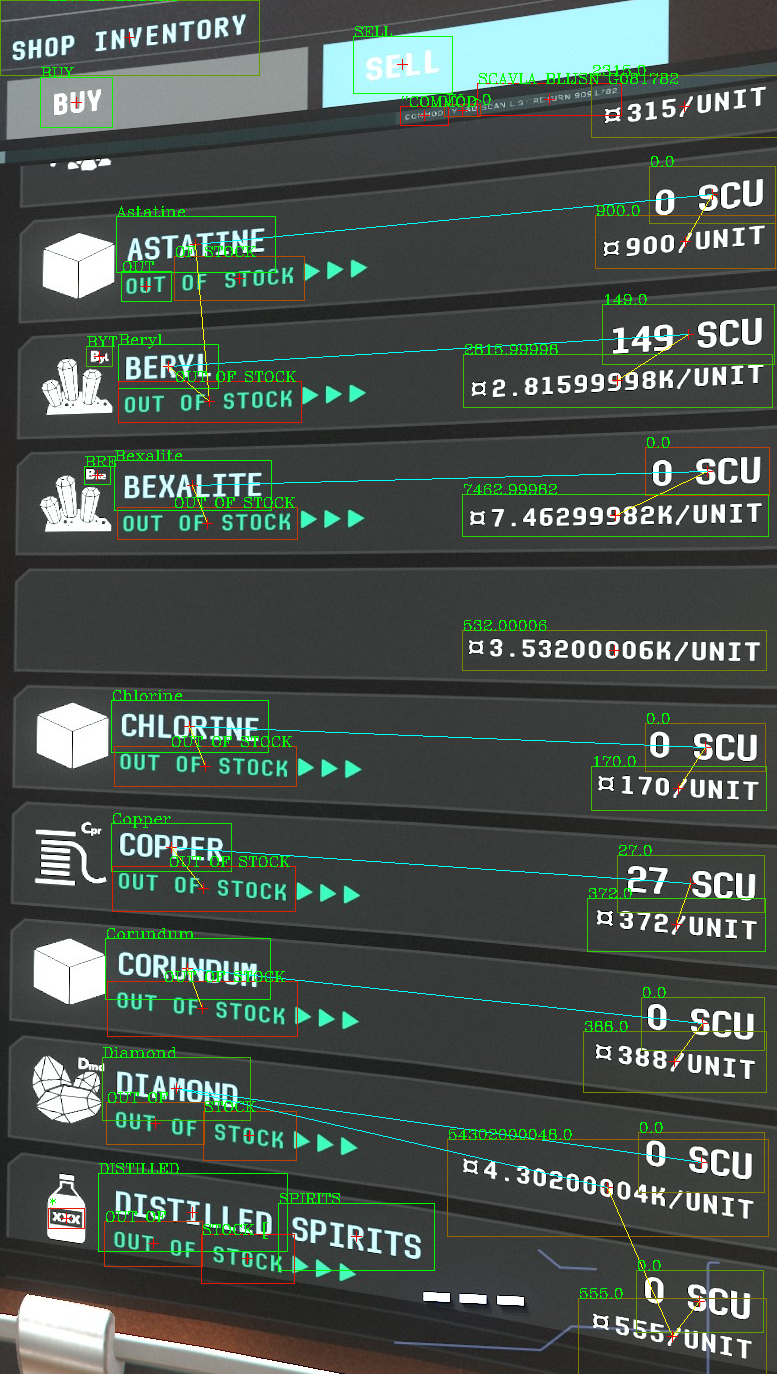 SHOP INVENTORY
SELL
SELL
BUY
BUY
SCAVLA BLIJSN G081782
"COMMOD
2315.0
¤315/UNIT
0.0
0 SCU
Astatine
ASTATINE
900.0
¤900/UNIT
OUT
OF STOCK
OUT OF STOCK
149.0
149 SCU
BYT
Beryl
Byl
BERYL
2815.99998
¤2.81599998K/UNIT
OUT OF STOCK
OUT OF STOCK
0.0
0 SCU
BRE
Bexalite
BEXALITE
7462.99982
¤7.46299982K/UNIT
OUT OF STOCK
OUT OF STOCK
532.00006
¤3.53200006K/UNIT
Chlorine
CHLORINE
0.0
0 SCU
OUT OF STOCK
OUT OF STOCK
170.0
¤170/UNIT
Copper
Cpr
COPPER
27.0
27 SCU
OUT OF STOCK
OUT OF STOCK
372.0
¤372/UNIT
Corundum
CORUNDUM
0.0
0 SCU
OUT OF STOCK
OUT OF STOCK
388.0
¤388/UNIT
Diamond
Dmd
DIAMOND
0.0
0 SCU
OUT OF
STOCK
OUT OF STOCK
54302000048.0
¤4.30200004K/UNIT
DISTILLED
SPIRITS
XXX
DISTILLED SPIRITS
0.0
0 SCU
OUT OF
STOCK [
OUT OF STOCK
555.0
¤555/UNIT